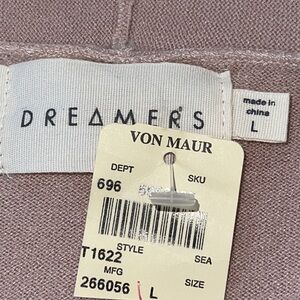 DREAMERS
made in
china
L
VON MAUR
DEPT SKU
696
STYLE SEA
T1622
MFG SIZE
266056 L